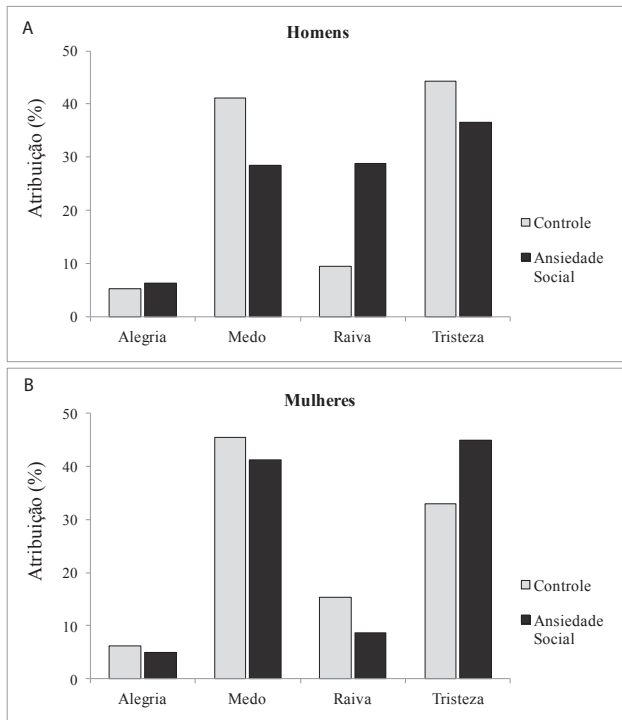 A
Homens
Atribuição (%)
50
40
30
20
10
0
Alegria Medo Raiva Tristeza
Controle
Ansiedade
Social
B
Mulheres
Atribuição (%)
50
40
30
20
10
0
Alegria Medo Raiva Tristeza
Controle
Ansiedade
Social